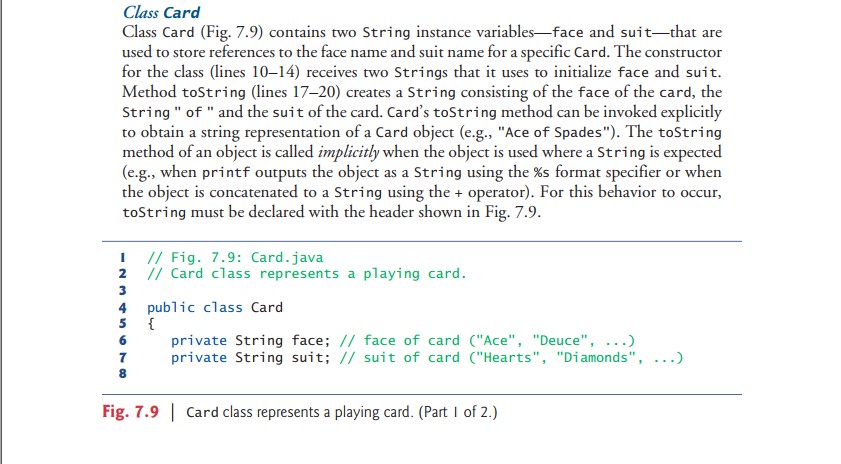 Class Card
Class Card (Fig. 7.9) contains two String instance variables—face and suit—that are
used to store references to the face name and suit name for a specific Card. The constructor
for the class (lines 10–14) receives two Strings that it uses to initialize face and suit.
Method toString (lines 17–20) creates a String consisting of the face of the card, the
String " of " and the suit of the card. Card's toString method can be invoked explicitly
to obtain a string representation of a Card object (e.g., "Ace of Spades"). The toString
method of an object is called implicitly when the object is used where a String is expected
(e.g., when printf outputs the object as a String using the %s format specifier or when
the object is concatenated to a String using the + operator). For this behavior to occur,
toString must be declared with the header shown in Fig. 7.9.
1 // Fig. 7.9: Card.java
2 // Card class represents a playing card.
3
4 public class Card
5 {
6 private String face; // face of card ("Ace", "Deuce", ...)
7 private String suit; // suit of card ("Hearts", "Diamonds", ...)
8
Fig. 7.9 | Card class represents a playing card. (Part 1 of 2.)